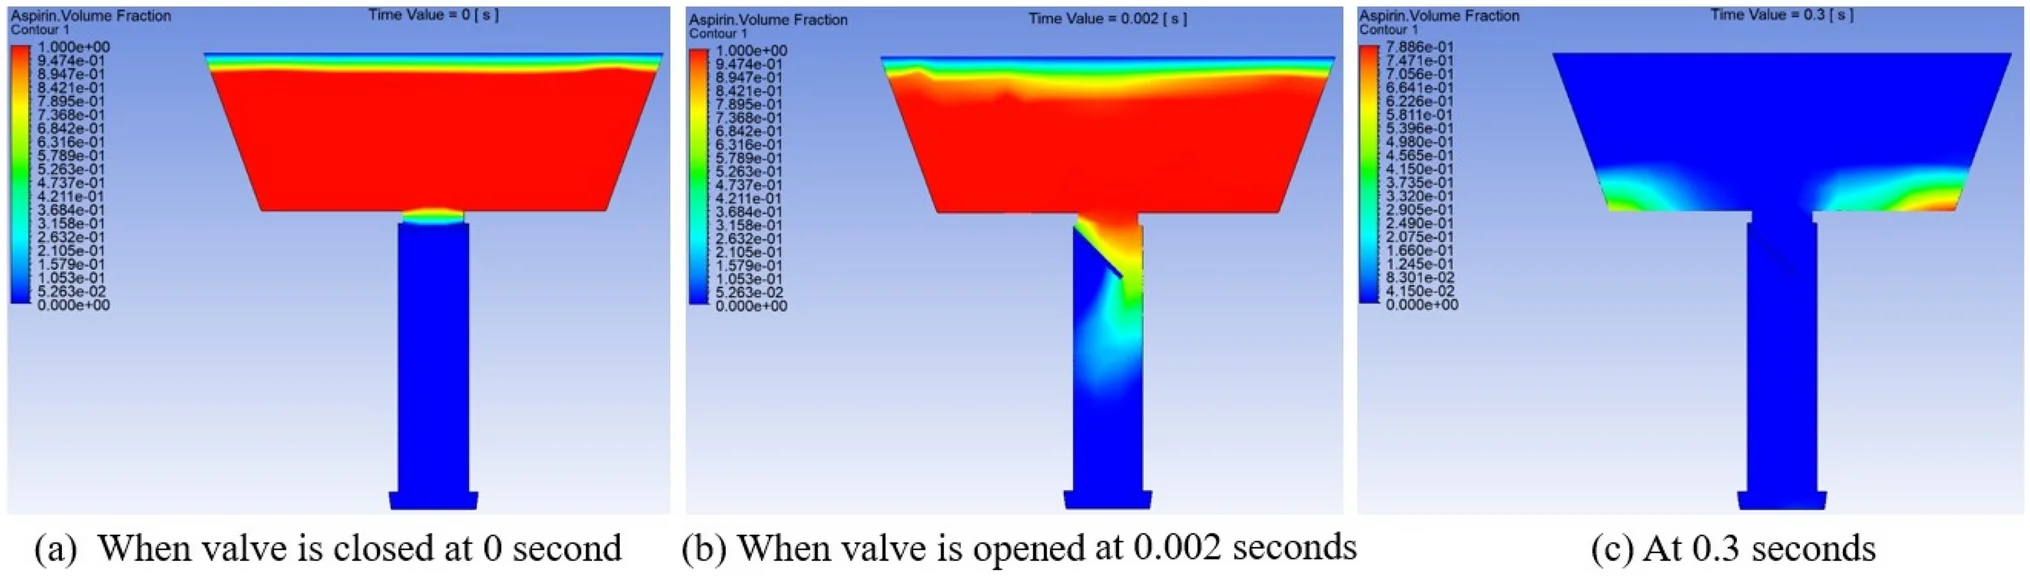 Aspirin.Volume Fraction
Contour 1
Time Value = 0 [ s ]
1.000e+00
9.474e-01
8.947e-01
8.421e-01
7.895e-01
7.368e-01
6.842e-01
6.316e-01
5.789e-01
5.263e-01
4.737e-01
4.211e-01
3.684e-01
3.158e-01
2.632e-01
2.105e-01
1.579e-01
1.053e-01
5.263e-02
0.000e+00
(a) When valve is closed at 0 second
Aspirin.Volume Fraction
Contour 1
Time Value = 0.002 [ s ]
1.000e+00
9.474e-01
8.947e-01
8.421e-01
7.895e-01
7.368e-01
6.842e-01
6.316e-01
5.789e-01
5.263e-01
4.737e-01
4.211e-01
3.684e-01
3.158e-01
2.632e-01
2.105e-01
1.579e-01
1.053e-01
5.263e-02
0.000e+00
(b) When valve is opened at 0.002 seconds
Aspirin.Volume Fraction
Contour 1
Time Value = 0.3 [ s ]
7.886e-01
7.471e-01
7.056e-01
6.641e-01
6.226e-01
5.811e-01
5.396e-01
4.980e-01
4.565e-01
4.150e-01
3.735e-01
3.320e-01
2.905e-01
2.490e-01
2.075e-01
1.660e-01
1.245e-01
8.301e-02
4.150e-02
0.000e+00
(c) At 0.3 seconds